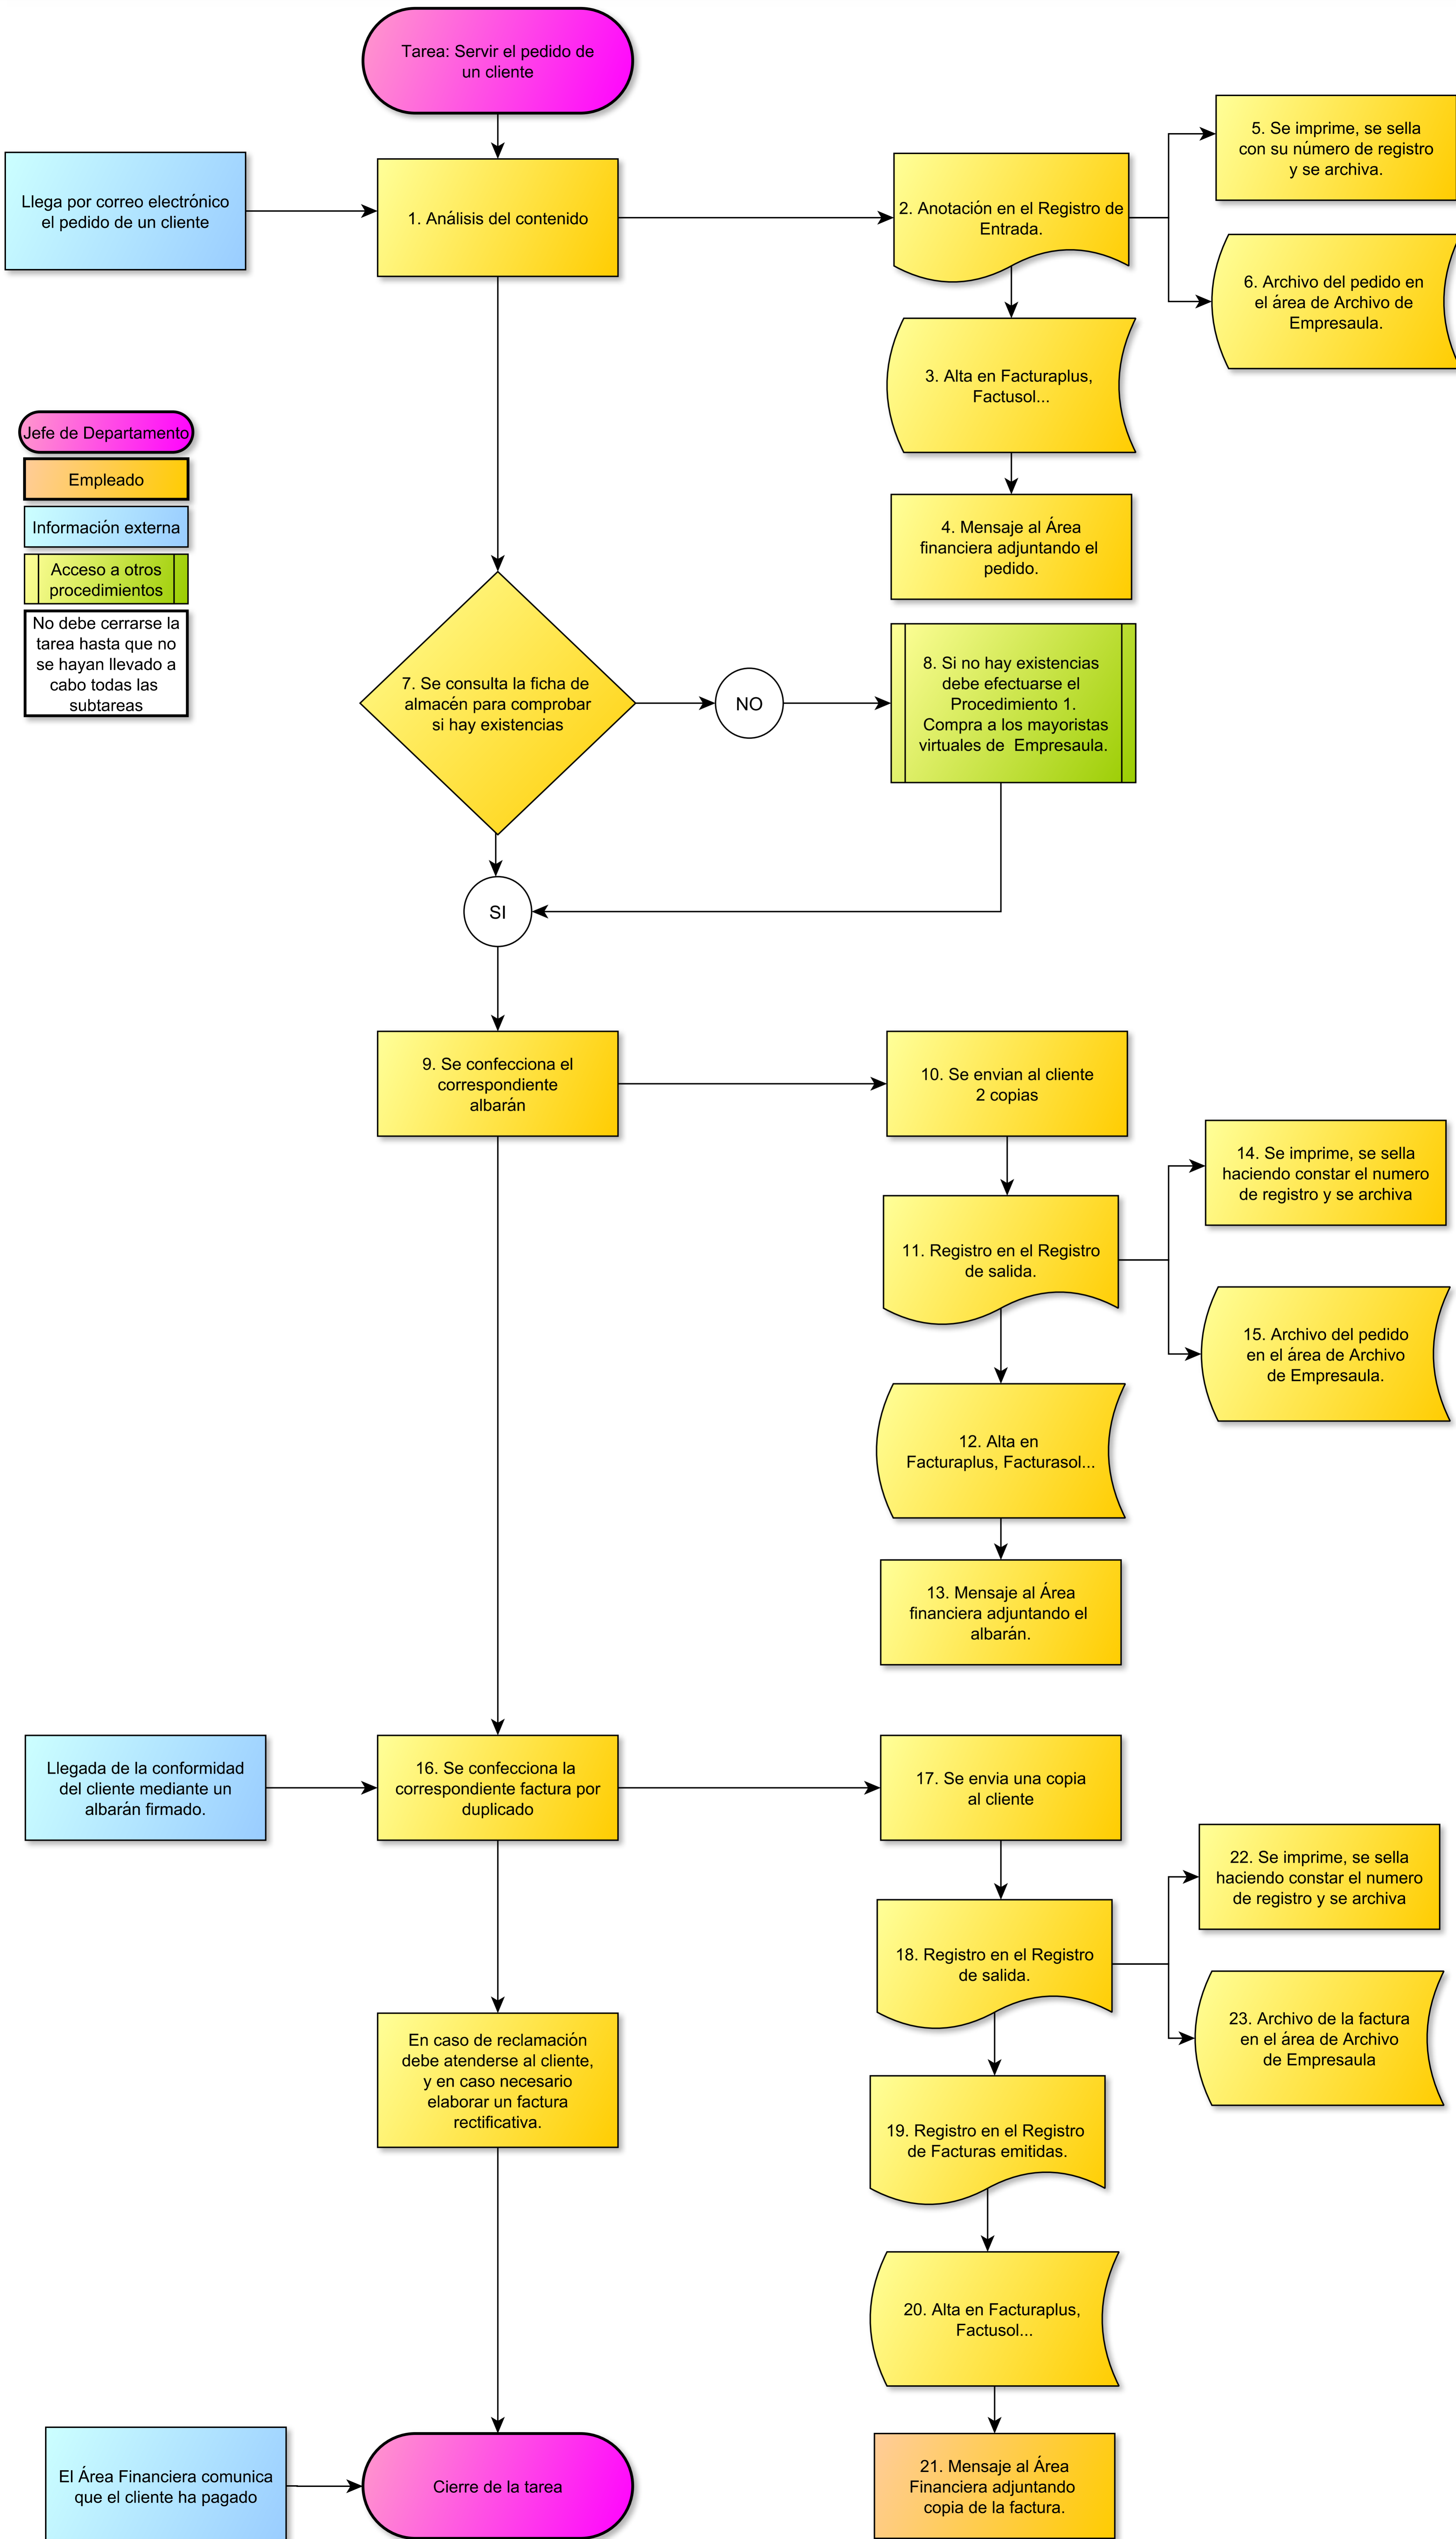 Tarea: Servir el pedido de
un cliente
Llega por correo electrónico
el pedido de un cliente
1. Análisis del contenido
2. Anotación en el Registro de
Entrada.
5. Se imprime, se sella
con su número de registro
y se archiva.
6. Archivo del pedido en
el área de Archivo de
Empresaula.
3. Alta en Facturaplus,
Factusol...
4. Mensaje al Área
financiera adjuntando el
pedido.
Jefe de Departamento
Empleado
Información externa
Acceso a otros
procedimientos
No debe cerrarse la
tarea hasta que no
se hayan llevado a
cabo todas las
subtareas
7. Se consulta la ficha de
almacén para comprobar
si hay existencias
NO
8. Si no hay existencias
debe efectuarse el
Procedimiento 1.
Compra a los mayoristas
virtuales de Empresaula.
SI
9. Se confecciona el
correspondiente
albarán
10. Se envian al cliente
2 copias
11. Registro en el Registro
de salida.
14. Se imprime, se sella
haciendo constar el numero
de registro y se archiva
15. Archivo del pedido
en el área de Archivo
de Empresaula.
12. Alta en
Facturaplus, Facturasol...
13. Mensaje al Área
financiera adjuntando el
albarán.
Llegada de la conformidad
del cliente mediante un
albarán firmado.
16. Se confecciona la
correspondiente factura por
duplicado
17. Se envia una copia
al cliente
18. Registro en el Registro
de salida.
22. Se imprime, se sella
haciendo constar el numero
de registro y se archiva
23. Archivo de la factura
en el área de Archivo
de Empresaula
En caso de reclamación
debe atenderse al cliente,
y en caso necesario
elaborar un factura
rectificativa.
19. Registro en el Registro
de Facturas emitidas.
20. Alta en Facturaplus,
Factusol...
El Área Financiera comunica
que el cliente ha pagado
Cierre de la tarea
21. Mensaje al Área
Financiera adjuntando
copia de la factura.